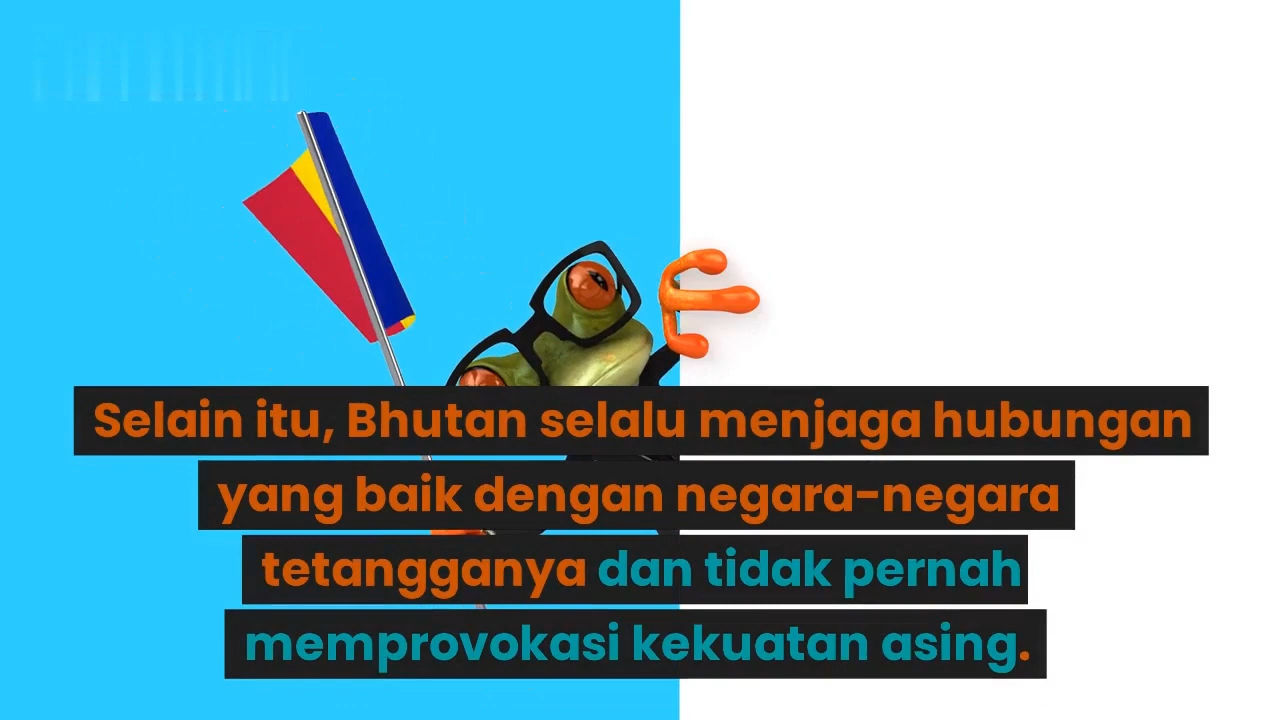 Selain itu, Bhutan selalu menjaga hubungan
yang baik dengan negara-negara
tetangganya dan tidak pernah
memprovokasi kekuatan asing.